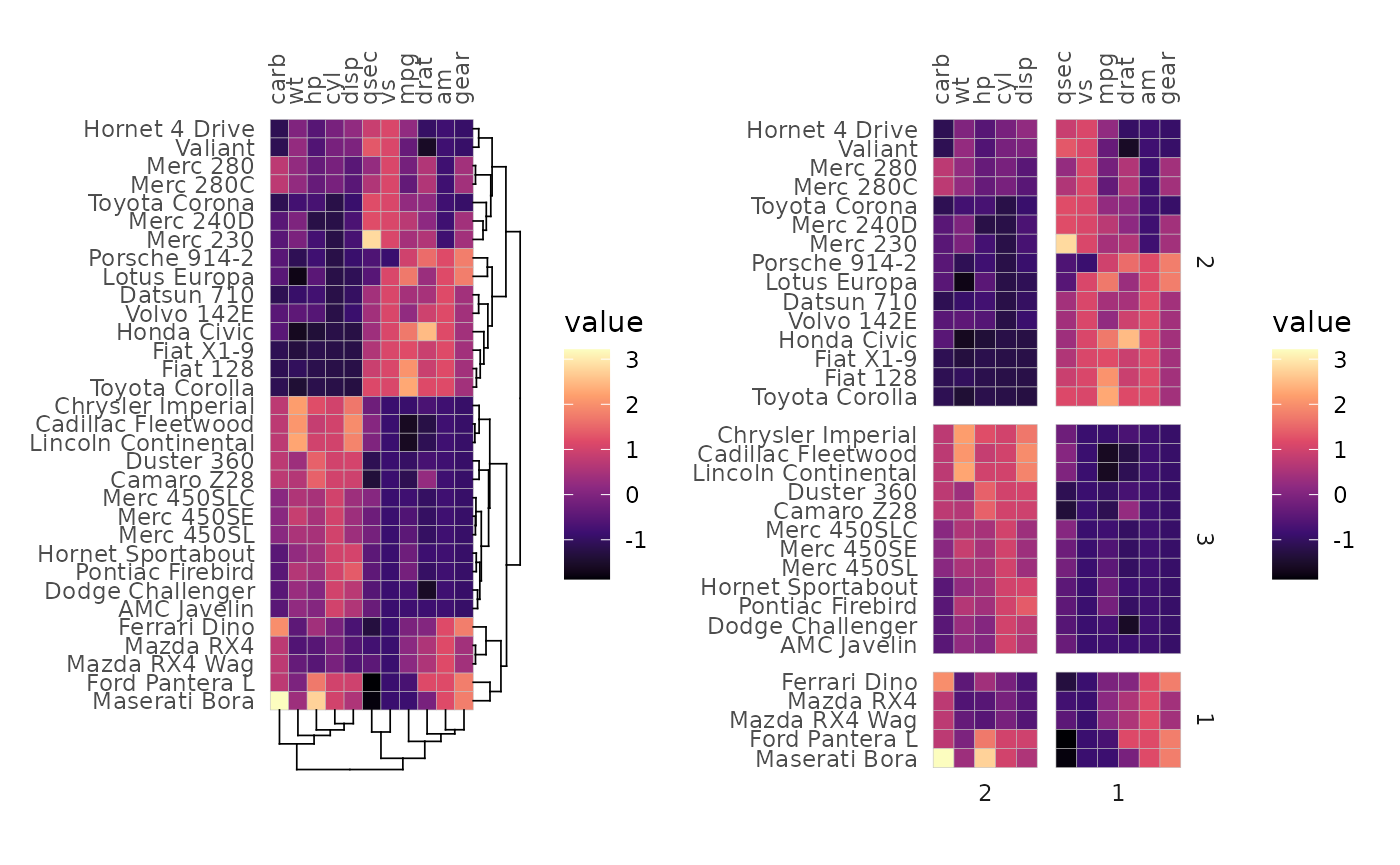 carb wt hp cyl disp qsec vs mpg drat am gear
Hornet 4 Drive
Valiant
Merc 280
Merc 280C
Toyota Corona
Merc 240D
Merc 230
Porsche 914-2
Lotus Europa
Datsun 710
Volvo 142E
Honda Civic
Fiat X1-9
Fiat 128
Toyota Corolla
Chrysler Imperial
Cadillac Fleetwood
Lincoln Continental
Duster 360
Camaro Z28
Merc 450SLC
Merc 450SE
Merc 450SL
Hornet Sportabout
Pontiac Firebird
Dodge Challenger
AMC Javelin
Ferrari Dino
Mazda RX4
Mazda RX4 Wag
Ford Pantera L
Maserati Bora
value
3
2
1
0
-1
carb wt hp cyl disp qsec vs mpg drat am gear
Hornet 4 Drive
Valiant
Merc 280
Merc 280C
Toyota Corona
Merc 240D
Merc 230
Porsche 914-2
Lotus Europa
Datsun 710
Volvo 142E
Honda Civic
Fiat X1-9
Fiat 128
Toyota Corolla
2
Chrysler Imperial
Cadillac Fleetwood
Lincoln Continental
Duster 360
Camaro Z28
Merc 450SLC
Merc 450SE
Merc 450SL
Hornet Sportabout
Pontiac Firebird
Dodge Challenger
AMC Javelin
3
Ferrari Dino
Mazda RX4
Mazda RX4 Wag
Ford Pantera L
Maserati Bora
1
2 1
value
3
2
1
0
-1